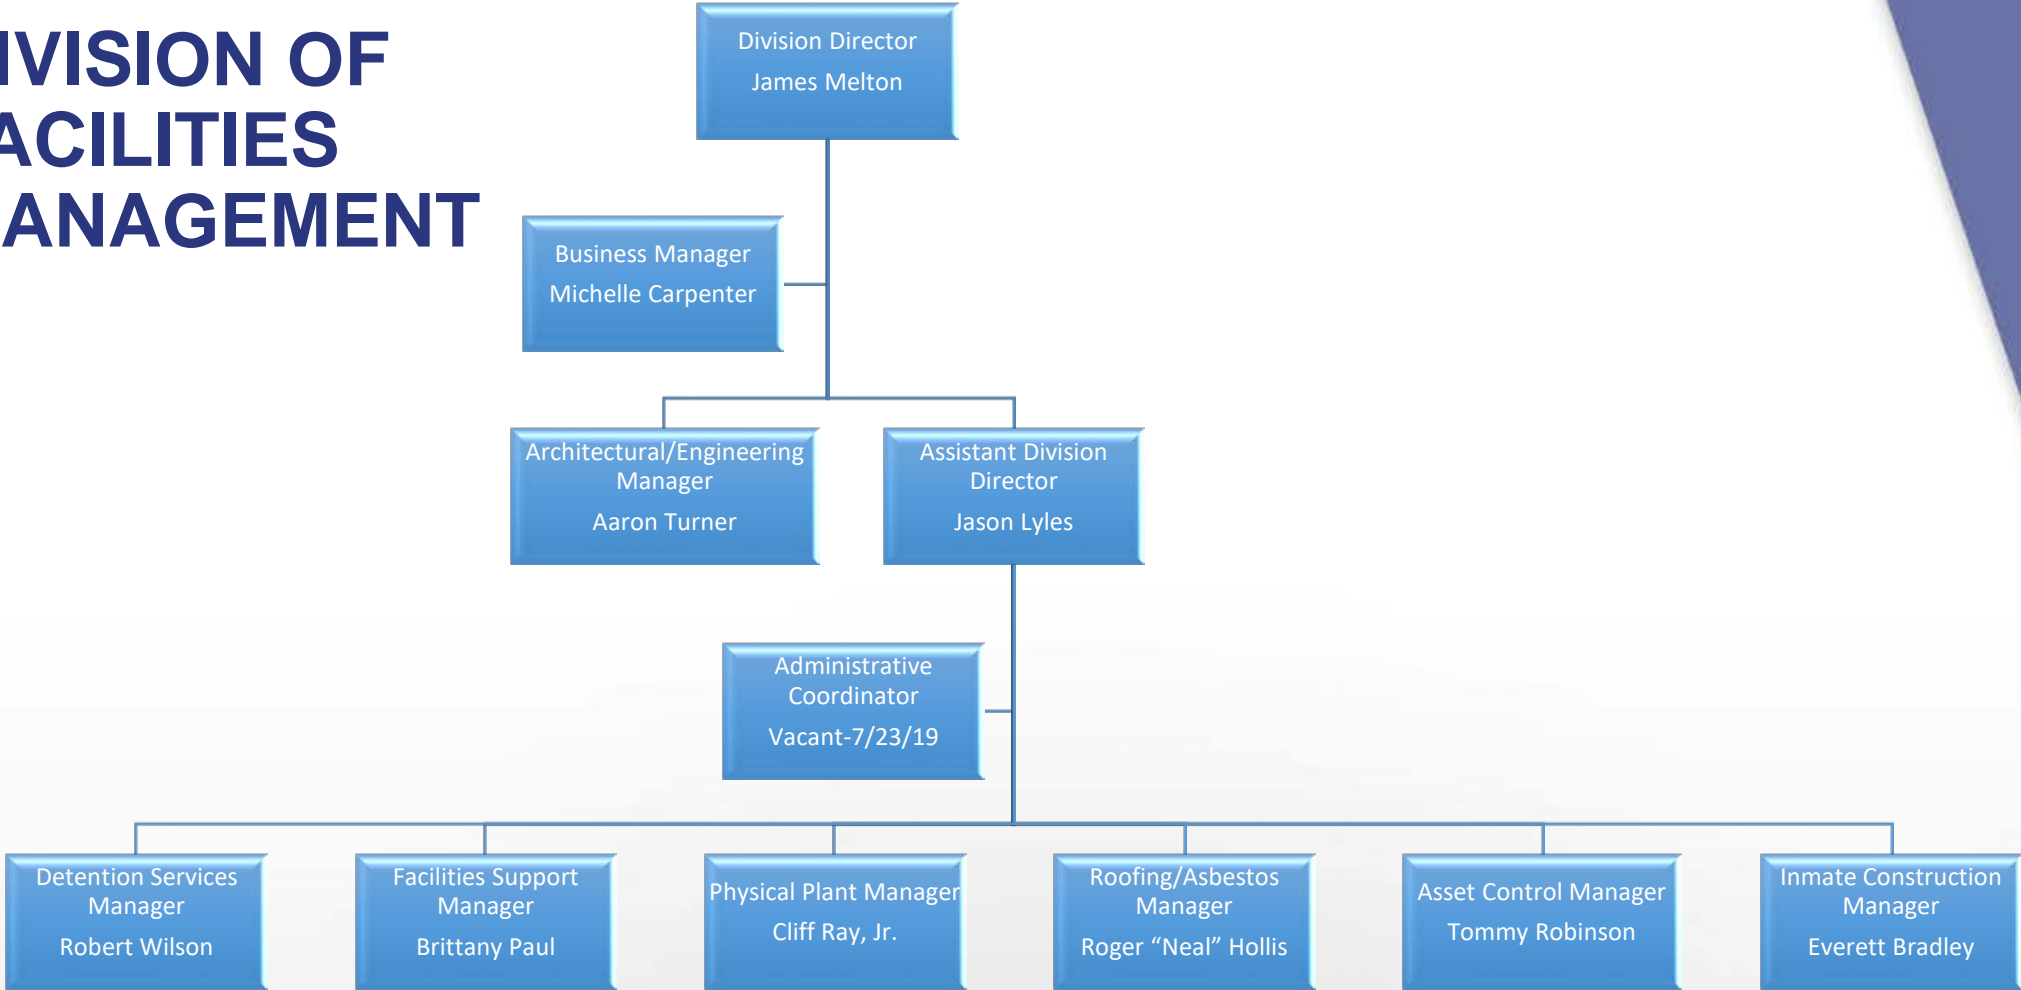 IVISION OF
ACILITIES
ANAGEMENT
Division Director
James Melton
Business Manager
Michelle Carpenter
Architectural/Engineering
Manager
Aaron Turner
Assistant Division
Director
Jason Lyles
Administrative
Coordinator
Vacant-7/23/19
Detention Services
Manager
Robert Wilson
Facilities Support
Manager
Brittany Paul
Physical Plant Manager
Cliff Ray, Jr.
Roofing/Asbestos
Manager
Roger “Neal” Hollis
Asset Control Manager
Tommy Robinson
Inmate Construction
Manager
Everett Bradley